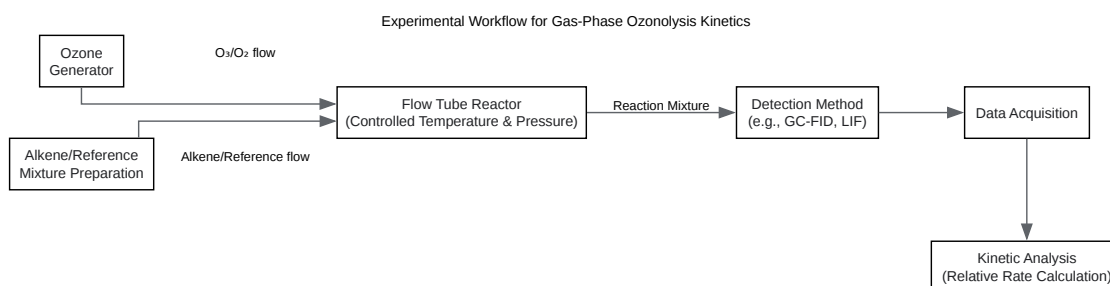 Experimental Workflow for Gas-Phase Ozonolysis Kinetics
Ozone
Generator
O₃/O₂ flow
Alkene/Reference
Mixture Preparation
Alkene/Reference flow
Flow Tube Reactor
(Controlled Temperature & Pressure)
Reaction Mixture
Detection Method
(e.g., GC-FID, LIF)
Data Acquisition
Kinetic Analysis
(Relative Rate Calculation)